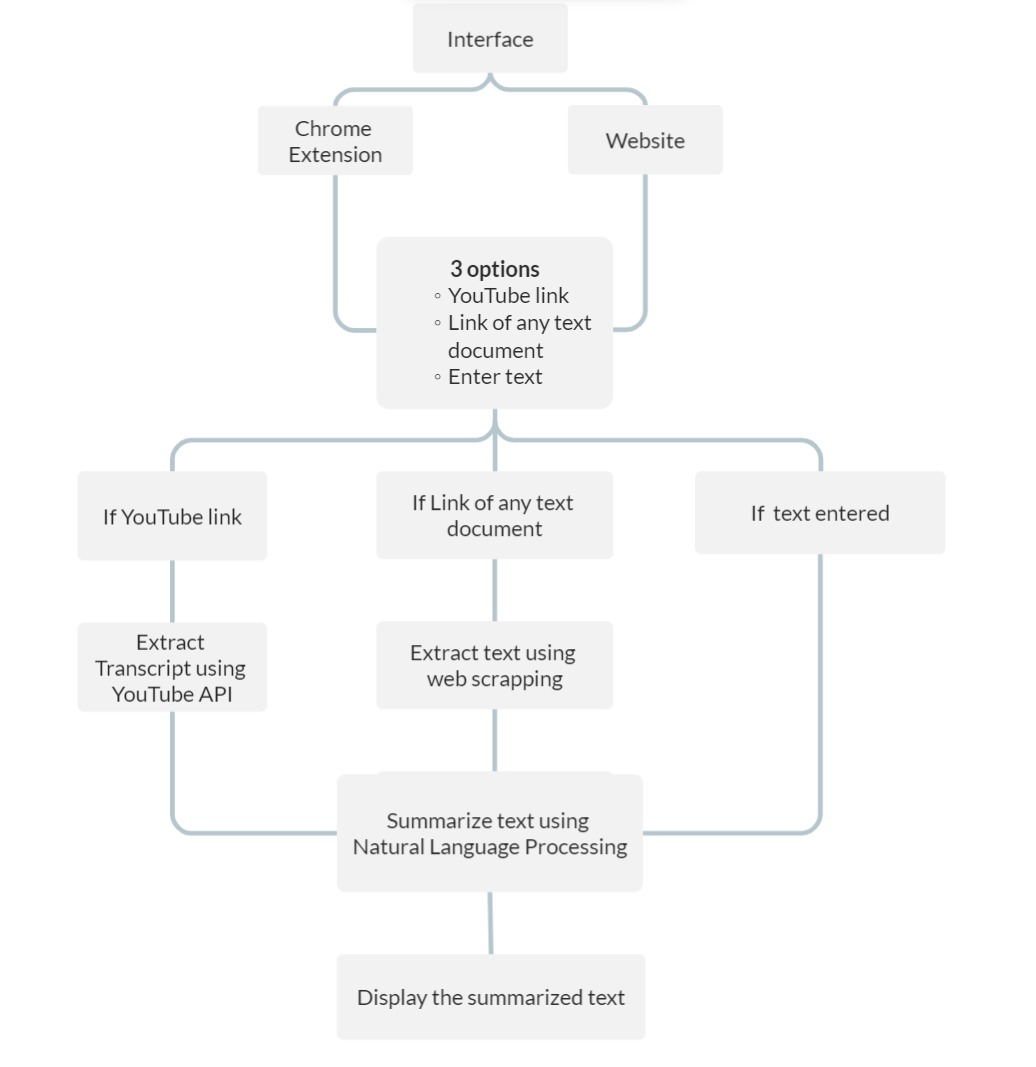 Interface
Chrome
Extension
Website
3 options
◦ YouTube link
◦ Link of any text
document
◦ Enter text
If YouTube link
If Link of any text
document
If text entered
Extract
Transcript using
YouTube API
Extract text using
web scrapping
Summarize text using
Natural Language Processing
Display the summarized text